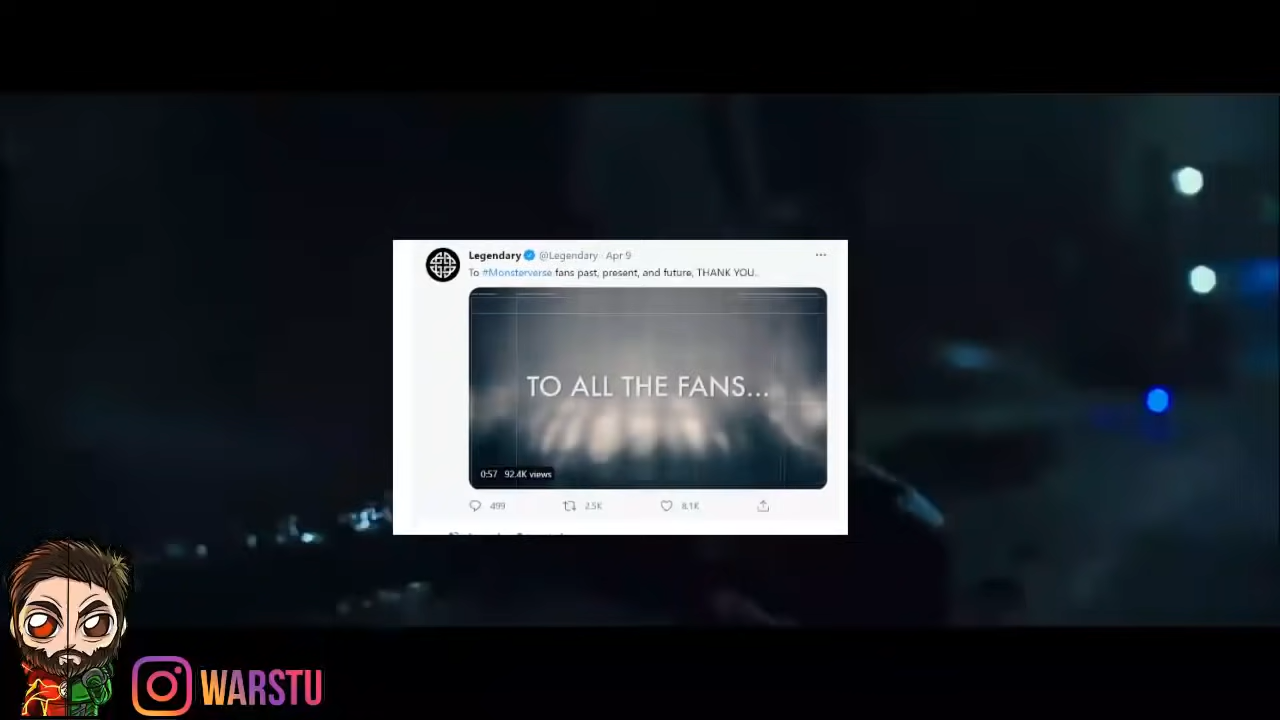 Legendary @Legendary · Apr 9
To #Monsterverse fans past, present, and future, THANK YOU..
TO ALL THE FANS...
0:57 92.4K views
499 2.5K 8.1K
WARSTU